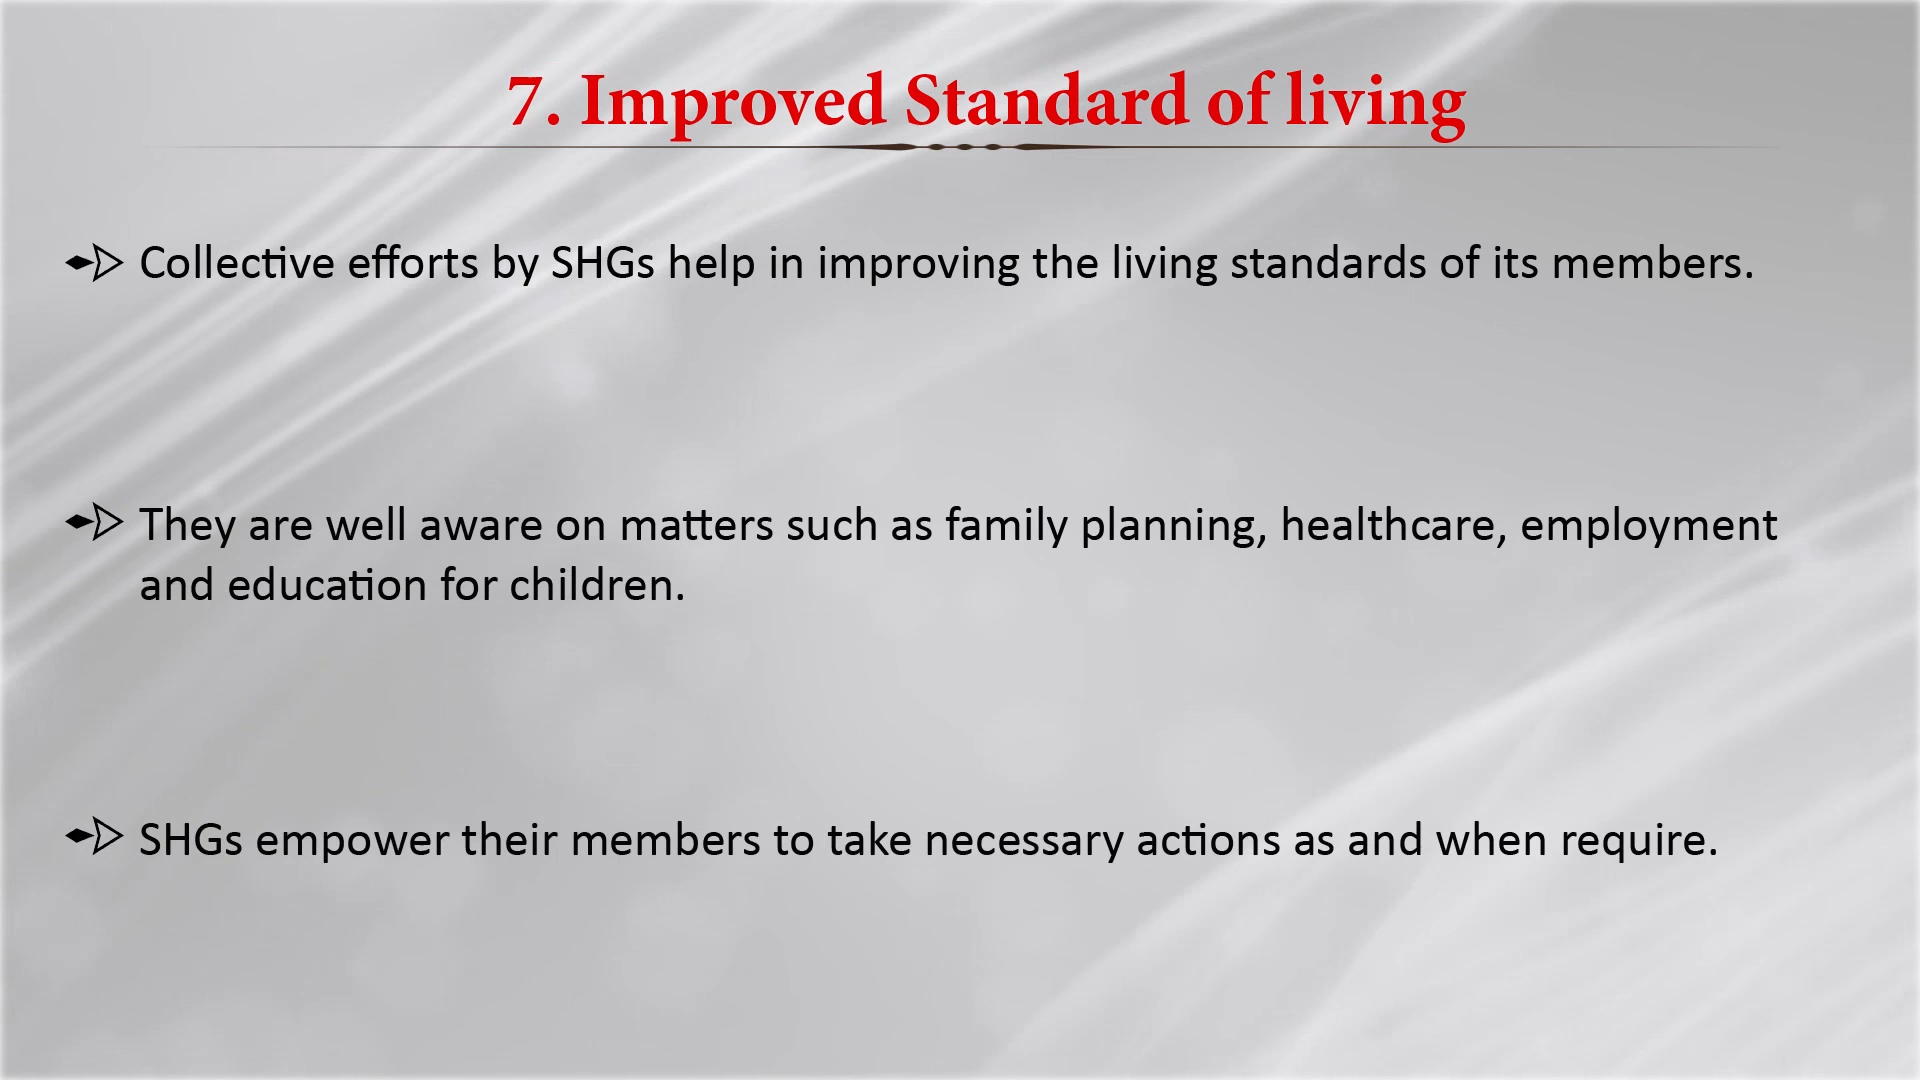 7. Improved Standard of living
Collective efforts by SHGs help in improving the living standards of its members.
They are well aware on matters such as family planning, healthcare, employment
and education for children.
SHGs empower their members to take necessary actions as and when require.